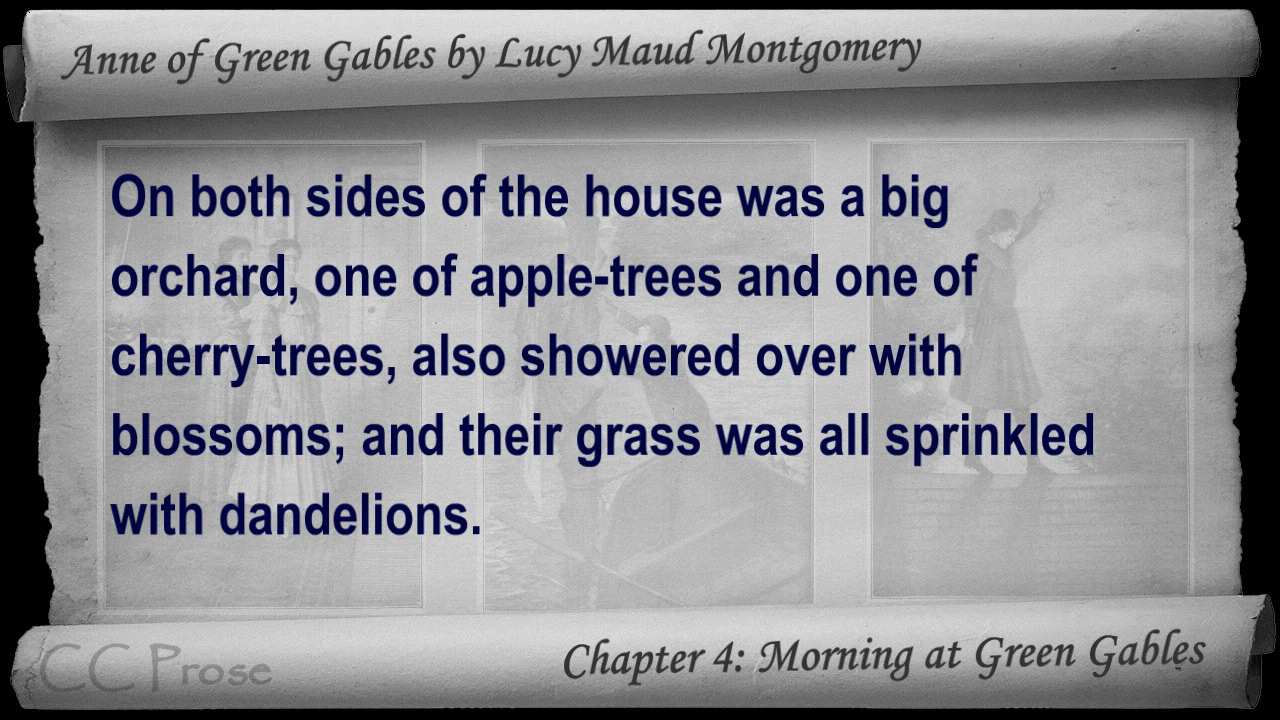 Anne of Green Gables by Lucy Maud Montgomery
On both sides of the house was a big
orchard, one of apple-trees and one of
cherry-trees, also showered over with
blossoms; and their grass was all sprinkled
with dandelions.
CC Prose
Chapter 4: Morning at Green Gables